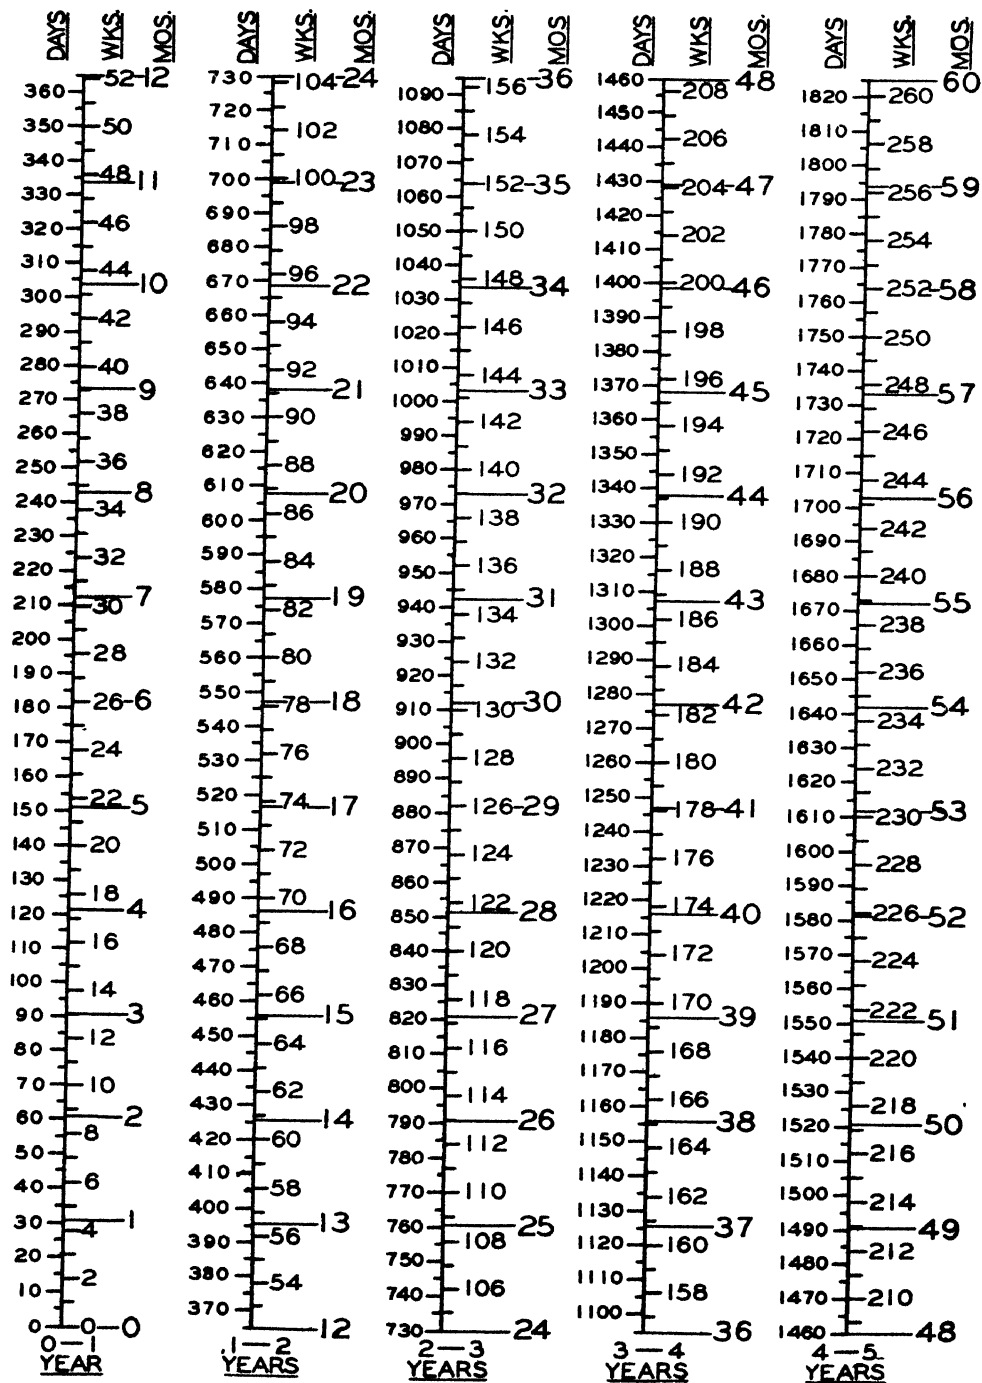 DAYS
360 350 340 330 320 310 300 290 280 270 260 250 240 230 220 210 200 190 180 170 160 150 140 130 120 110 100 90 80 70 60 50 40 30 20 10 0
WKS.
52 50 48 46 44 42 40 38 36 34 32 30 28 26 24 22 20 18 16 14 12 10 8 6 4 2 0
MOS.
12 11 10 9 8 7 6 5 4 3 2 1 0
0—1
YEAR
DAYS
730 720 710 700 690 680 670 660 650 640 630 620 610 600 590 580 570 560 550 540 530 520 510 500 490 480 470 460 450 440 430 420 410 400 390 380 370
WKS.
104 102 100 98 96 94 92 90 88 86 84 82 80 78 76 74 72 70 68 66 64 62 60 58 56 54
MOS.
24 23 22 21 20 19 18 17 16 15 14 13 12
1—2
YEARS
DAYS
1090 1080 1070 1060 1050 1040 1030 1020 1010 1000 990 980 970 960 950 940 930 920 910 900 890 880 870 860 850 840 830 820 810 800 790 780 770 760 750 740 730
WKS.
156 154 152 150 148 146 144 142 140 138 136 134 132 130 128 126 124 122 120 118 116 114 112 110 108 106
MOS.
36 35 34 33 32 31 30 29 28 27 26 25 24
2—3
YEARS
DAYS
1460 1450 1440 1430 1420 1410 1400 1390 1380 1370 1360 1350 1340 1330 1320 1310 1300 1290 1280 1270 1260 1250 1240 1230 1220 1210 1200 1190 1180 1170 1160 1150 1140 1130 1120 1110 1100
WKS.
208 206 204 202 200 198 196 194 192 190 188 186 184 182 180 178 176 174 172 170 168 166 164 162 160 158
MOS.
48 47 46 45 44 43 42 41 40 39 38 37 36
3—4
YEARS
DAYS
1820 1810 1800 1790 1780 1770 1760 1750 1740 1730 1720 1710 1700 1690 1680 1670 1660 1650 1640 1630 1620 1610 1600 1590 1580 1570 1560 1550 1540 1530 1520 1510 1500 1490 1480 1470 1460
WKS.
260 258 256 254 252 250 248 246 244 242 240 238 236 234 232 230 228 226 224 222 220 218 216 214 212 210
MOS.
60 59 58 57 56 55 54 53 52 51 50 49 48
4—5
YEARS